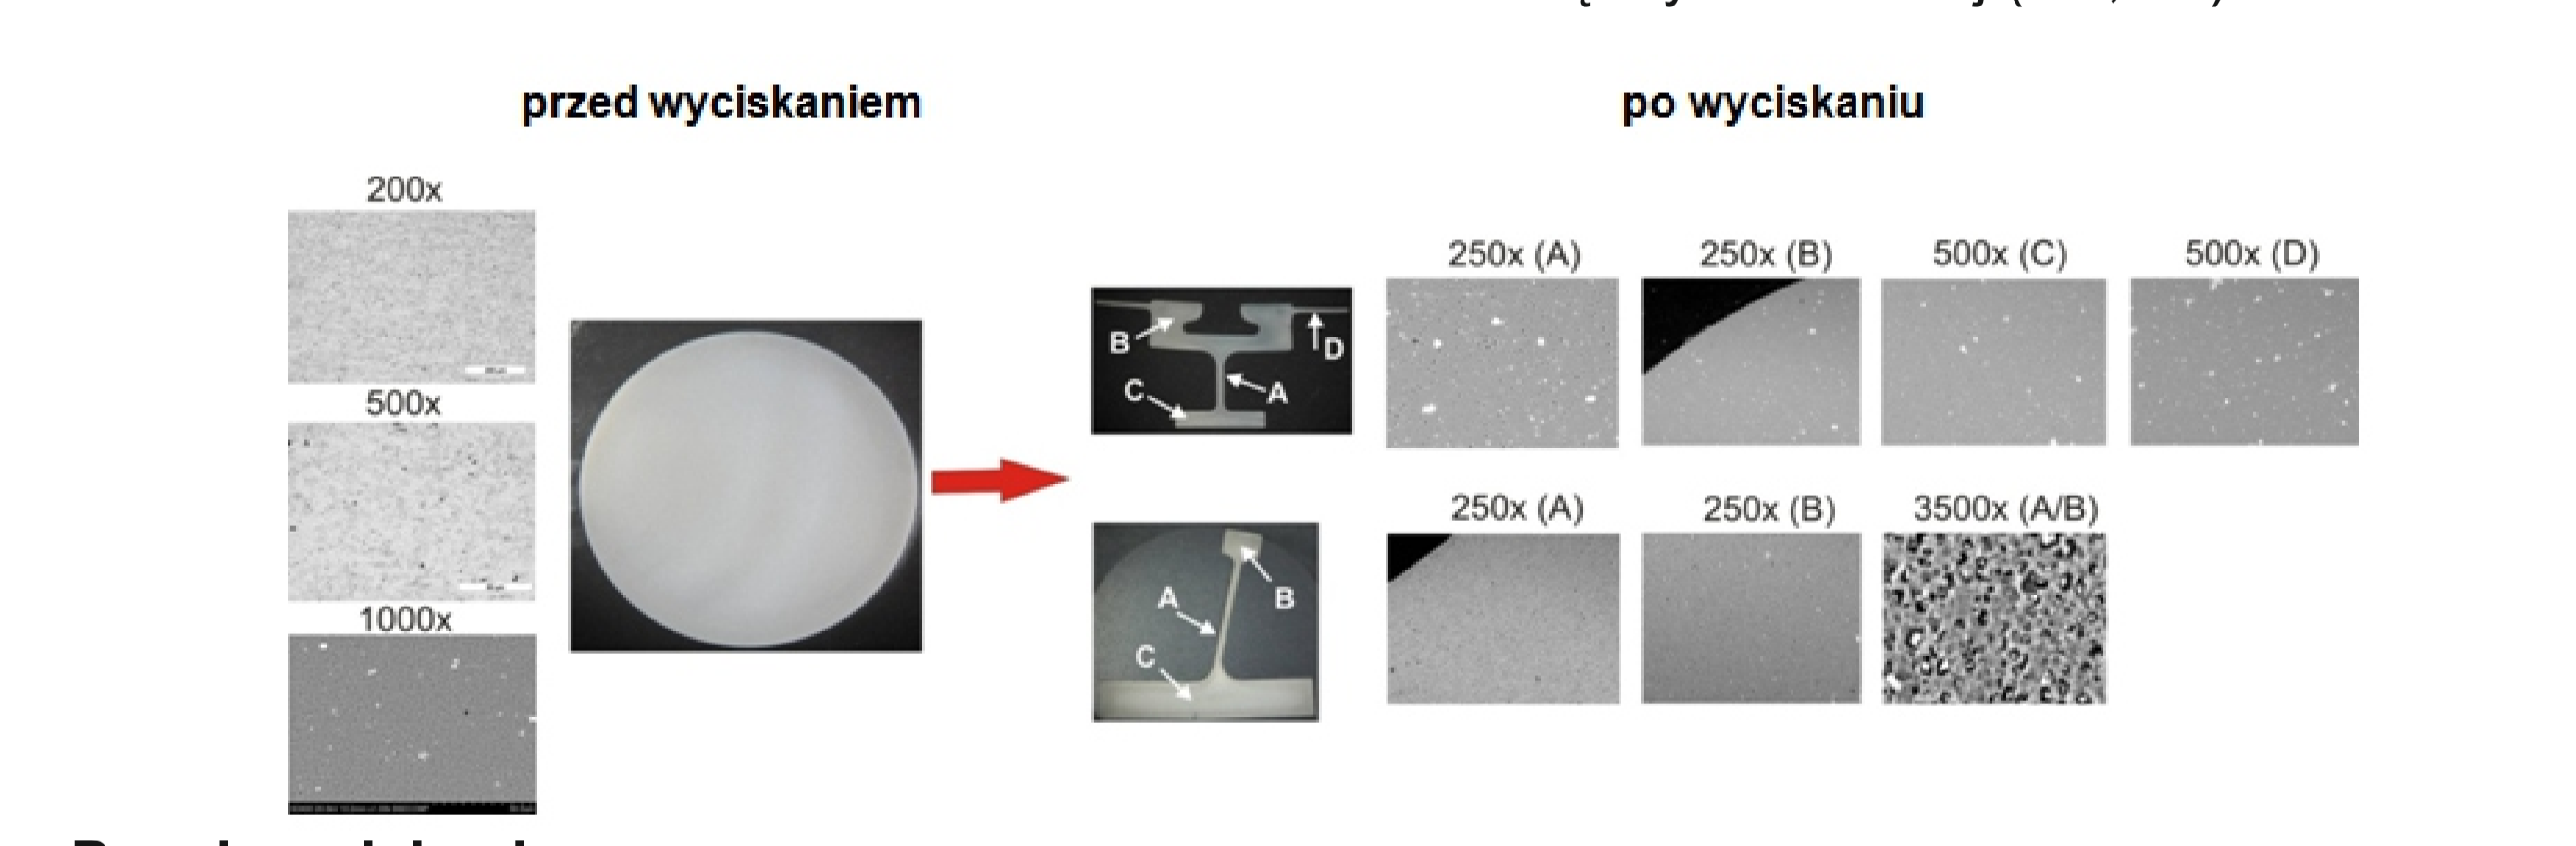 przed wyciskaniem
po wyciskaniu
200x
500x
1000x
B
D
C
A
250x (A)
250x (B)
500x (C)
500x (D)
A
B
C
250x (A)
250x (B)
3500x (A/B)